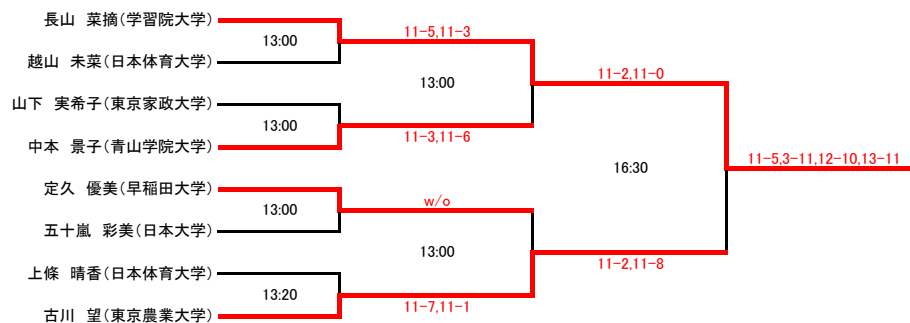 長山 菜摘(学習院大学)
13:00
11-5,11-3
越山 未菜(日本体育大学)
13:00
11-2,11-0
山下 実希子(東京家政大学)
13:00
11-3,11-6
中本 景子(青山学院大学)
16:30
11-5,3-11,12-10,13-11
定久 優美(早稲田大学)
13:00
w/o
五十嵐 彩美(日本大学)
13:00
11-2,11-8
上條 晴香(日本体育大学)
13:20
11-7,11-1
古川 望(東京農業大学)